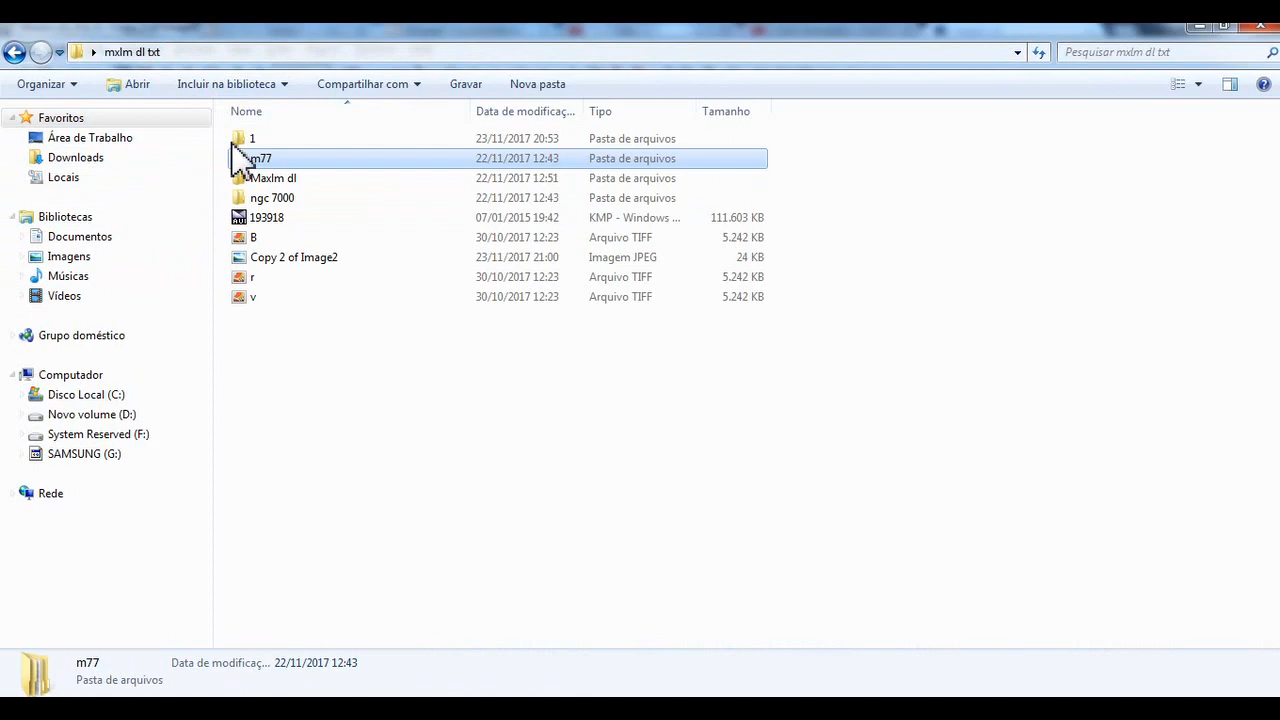 mxlm dl txt
Pesquisar mxlm dl txt
Organizar Abrir Incluir na biblioteca Compartilhar com Gravar Nova pasta
Favoritos
Área de Trabalho
Downloads
Locais
Bibliotecas
Documentos
Imagens
Músicas
Vídeos
Grupo doméstico
Computador
Disco Local (C:)
Novo volume (D:)
System Reserved (F:)
SAMSUNG (G:)
Rede
Nome Data de modificaç... Tipo Tamanho
1 23/11/2017 20:53 Pasta de arquivos
m77 22/11/2017 12:43 Pasta de arquivos
Maxlm dl 22/11/2017 12:51 Pasta de arquivos
ngc 7000 22/11/2017 12:43 Pasta de arquivos
193918 07/01/2015 19:42 KMP - Windows ... 111.603 KB
B 30/10/2017 12:23 Arquivo TIFF 5.242 KB
Copy 2 of Image2 23/11/2017 21:00 Imagem JPEG 24 KB
r 30/10/2017 12:23 Arquivo TIFF 5.242 KB
v 30/10/2017 12:23 Arquivo TIFF 5.242 KB
m77 Data de modificaç... 22/11/2017 12:43
Pasta de arquivos